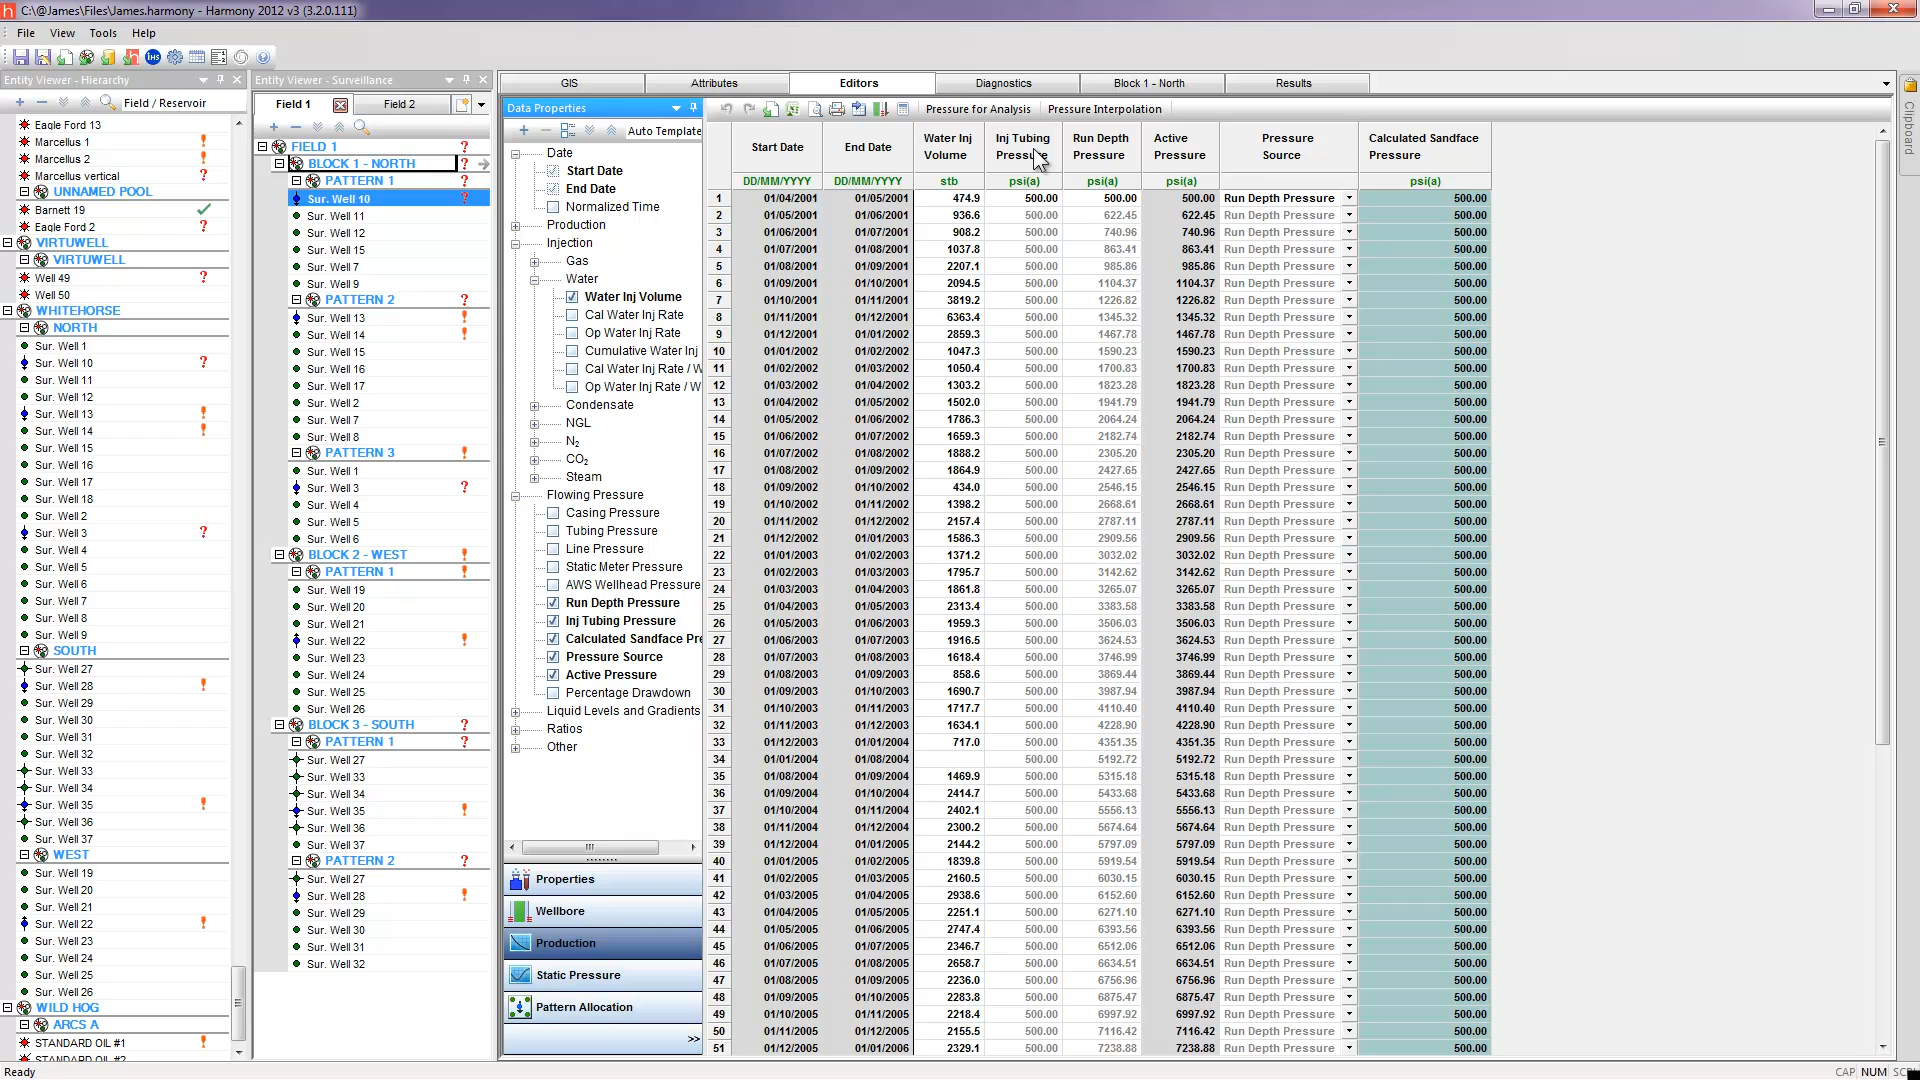 C:\@James\Files\James.harmony - Harmony 2012 v3 (3.2.0.111)
File View Tools Help
Entity Viewer - Hierarchy
Field / Reservoir
Eagle Ford 13
Marcellus 1
Marcellus 2
Marcellus vertical
UNNAMED POOL
Barnett 19
Eagle Ford 2
VIRTUWELL
VIRTUWELL
Well 49
Well 50
WHITEHORSE
NORTH
Sur. Well 1
Sur. Well 10
Sur. Well 11
Sur. Well 12
Sur. Well 13
Sur. Well 14
Sur. Well 15
Sur. Well 16
Sur. Well 17
Sur. Well 18
Sur. Well 2
Sur. Well 3
Sur. Well 4
Sur. Well 5
Sur. Well 6
Sur. Well 7
Sur. Well 8
Sur. Well 9
SOUTH
Sur. Well 27
Sur. Well 28
Sur. Well 29
Sur. Well 30
Sur. Well 31
Sur. Well 32
Sur. Well 33
Sur. Well 34
Sur. Well 35
Sur. Well 36
Sur. Well 37
WEST
Sur. Well 19
Sur. Well 20
Sur. Well 21
Sur. Well 22
Sur. Well 23
Sur. Well 24
Sur. Well 25
Sur. Well 26
WILD HOG
ARCS A
STANDARD OIL #1
STANDARD OIL #2
Entity Viewer - Surveillance
Field 1 Field 2
FIELD 1
BLOCK 1 - NORTH
PATTERN 1
Sur. Well 10
Sur. Well 11
Sur. Well 12
Sur. Well 15
Sur. Well 7
Sur. Well 9
PATTERN 2
Sur. Well 13
Sur. Well 14
Sur. Well 15
Sur. Well 16
Sur. Well 17
Sur. Well 2
Sur. Well 7
Sur. Well 8
PATTERN 3
Sur. Well 1
Sur. Well 3
Sur. Well 4
Sur. Well 5
Sur. Well 6
BLOCK 2 - WEST
PATTERN 1
Sur. Well 19
Sur. Well 20
Sur. Well 21
Sur. Well 22
Sur. Well 23
Sur. Well 24
Sur. Well 25
Sur. Well 26
BLOCK 3 - SOUTH
PATTERN 1
Sur. Well 27
Sur. Well 33
Sur. Well 34
Sur. Well 35
Sur. Well 36
Sur. Well 37
PATTERN 2
Sur. Well 27
Sur. Well 28
Sur. Well 29
Sur. Well 30
Sur. Well 31
Sur. Well 32
GIS Attributes Editors Diagnostics Block 1 - North Results
Data Properties
Auto Template
Date
Start Date
End Date
Normalized Time
Production
Injection
Gas
Water
Water Inj Volume
Cal Water Inj Rate
Op Water Inj Rate
Cumulative Water Inj
Cal Water Inj Rate / W
Op Water Inj Rate / W
Condensate
NGL
N2
CO2
Steam
Flowing Pressure
Casing Pressure
Tubing Pressure
Line Pressure
Static Meter Pressure
AWS Wellhead Pressure
Run Depth Pressure
Inj Tubing Pressure
Calculated Sandface Pre
Pressure Source
Active Pressure
Percentage Drawdown
Liquid Levels and Gradients
Ratios
Other
Properties
Wellbore
Production
Static Pressure
Pattern Allocation
>>
Pressure for Analysis Pressure Interpolation
Start Date End Date Water Inj Volume Inj Tubing Pressure Run Depth Pressure Active Pressure Pressure Source Calculated Sandface Pressure
DD/MM/YYYY DD/MM/YYYY stb psi(a) psi(a) psi(a) psi(a)
1 01/04/2001 01/05/2001 474.9 500.00 500.00 500.00 Run Depth Pressure 500.00
2 01/05/2001 01/06/2001 936.6 500.00 622.45 622.45 Run Depth Pressure 500.00
3 01/06/2001 01/07/2001 908.2 500.00 740.96 740.96 Run Depth Pressure 500.00
4 01/07/2001 01/08/2001 1037.8 500.00 863.41 863.41 Run Depth Pressure 500.00
5 01/08/2001 01/09/2001 2207.1 500.00 985.86 985.86 Run Depth Pressure 500.00
6 01/09/2001 01/10/2001 2094.5 500.00 1104.37 1104.37 Run Depth Pressure 500.00
7 01/10/2001 01/11/2001 3819.2 500.00 1226.82 1226.82 Run Depth Pressure 500.00
8 01/11/2001 01/12/2001 6363.4 500.00 1345.32 1345.32 Run Depth Pressure 500.00
9 01/12/2001 01/01/2002 2859.3 500.00 1467.78 1467.78 Run Depth Pressure 500.00
10 01/01/2002 01/02/2002 1047.3 500.00 1590.23 1590.23 Run Depth Pressure 500.00
11 01/02/2002 01/03/2002 1050.4 500.00 1700.83 1700.83 Run Depth Pressure 500.00
12 01/03/2002 01/04/2002 1303.2 500.00 1823.28 1823.28 Run Depth Pressure 500.00
13 01/04/2002 01/05/2002 1502.0 500.00 1941.79 1941.79 Run Depth Pressure 500.00
14 01/05/2002 01/06/2002 1786.3 500.00 2064.24 2064.24 Run Depth Pressure 500.00
15 01/06/2002 01/07/2002 1659.3 500.00 2182.74 2182.74 Run Depth Pressure 500.00
16 01/07/2002 01/08/2002 1888.2 500.00 2305.20 2305.20 Run Depth Pressure 500.00
17 01/08/2002 01/09/2002 1864.9 500.00 2427.65 2427.65 Run Depth Pressure 500.00
18 01/09/2002 01/10/2002 434.0 500.00 2546.15 2546.15 Run Depth Pressure 500.00
19 01/10/2002 01/11/2002 1398.2 500.00 2668.61 2668.61 Run Depth Pressure 500.00
20 01/11/2002 01/12/2002 2157.4 500.00 2787.11 2787.11 Run Depth Pressure 500.00
21 01/12/2002 01/01/2003 1586.3 500.00 2909.56 2909.56 Run Depth Pressure 500.00
22 01/01/2003 01/02/2003 1371.2 500.00 3032.02 3032.02 Run Depth Pressure 500.00
23 01/02/2003 01/03/2003 1795.7 500.00 3142.62 3142.62 Run Depth Pressure 500.00
24 01/03/2003 01/04/2003 1861.8 500.00 3265.07 3265.07 Run Depth Pressure 500.00
25 01/04/2003 01/05/2003 2313.4 500.00 3383.58 3383.58 Run Depth Pressure 500.00
26 01/05/2003 01/06/2003 1959.3 500.00 3506.03 3506.03 Run Depth Pressure 500.00
27 01/06/2003 01/07/2003 1916.5 500.00 3624.53 3624.53 Run Depth Pressure 500.00
28 01/07/2003 01/08/2003 1618.4 500.00 3746.99 3746.99 Run Depth Pressure 500.00
29 01/08/2003 01/09/2003 858.6 500.00 3869.44 3869.44 Run Depth Pressure 500.00
30 01/09/2003 01/10/2003 1690.7 500.00 3987.94 3987.94 Run Depth Pressure 500.00
31 01/10/2003 01/11/2003 1717.7 500.00 4110.40 4110.40 Run Depth Pressure 500.00
32 01/11/2003 01/12/2003 1634.1 500.00 4228.90 4228.90 Run Depth Pressure 500.00
33 01/12/2003 01/01/2004 717.0 500.00 4351.35 4351.35 Run Depth Pressure 500.00
34 01/01/2004 01/08/2004 500.00 5192.72 5192.72 Run Depth Pressure 500.00
35 01/08/2004 01/09/2004 1469.9 500.00 5315.18 5315.18 Run Depth Pressure 500.00
36 01/09/2004 01/10/2004 2414.7 500.00 5433.68 5433.68 Run Depth Pressure 500.00
37 01/10/2004 01/11/2004 2402.1 500.00 5556.13 5556.13 Run Depth Pressure 500.00
38 01/11/2004 01/12/2004 2300.2 500.00 5674.64 5674.64 Run Depth Pressure 500.00
39 01/12/2004 01/01/2005 2144.2 500.00 5797.09 5797.09 Run Depth Pressure 500.00
40 01/01/2005 01/02/2005 1839.8 500.00 5919.54 5919.54 Run Depth Pressure 500.00
41 01/02/2005 01/03/2005 2160.5 500.00 6030.15 6030.15 Run Depth Pressure 500.00
42 01/03/2005 01/04/2005 2938.6 500.00 6152.60 6152.60 Run Depth Pressure 500.00
43 01/04/2005 01/05/2005 2251.1 500.00 6271.10 6271.10 Run Depth Pressure 500.00
44 01/05/2005 01/06/2005 2747.4 500.00 6393.56 6393.56 Run Depth Pressure 500.00
45 01/06/2005 01/07/2005 2346.7 500.00 6512.06 6512.06 Run Depth Pressure 500.00
46 01/07/2005 01/08/2005 2658.7 500.00 6634.51 6634.51 Run Depth Pressure 500.00
47 01/08/2005 01/09/2005 2236.0 500.00 6756.96 6756.96 Run Depth Pressure 500.00
48 01/09/2005 01/10/2005 2283.8 500.00 6875.47 6875.47 Run Depth Pressure 500.00
49 01/10/2005 01/11/2005 2218.4 500.00 6997.92 6997.92 Run Depth Pressure 500.00
50 01/11/2005 01/12/2005 2155.5 500.00 7116.42 7116.42 Run Depth Pressure 500.00
51 01/12/2005 01/01/2006 2329.1 500.00 7238.88 7238.88 Run Depth Pressure 500.00
Clipboard
Ready
CAP NUM SCR